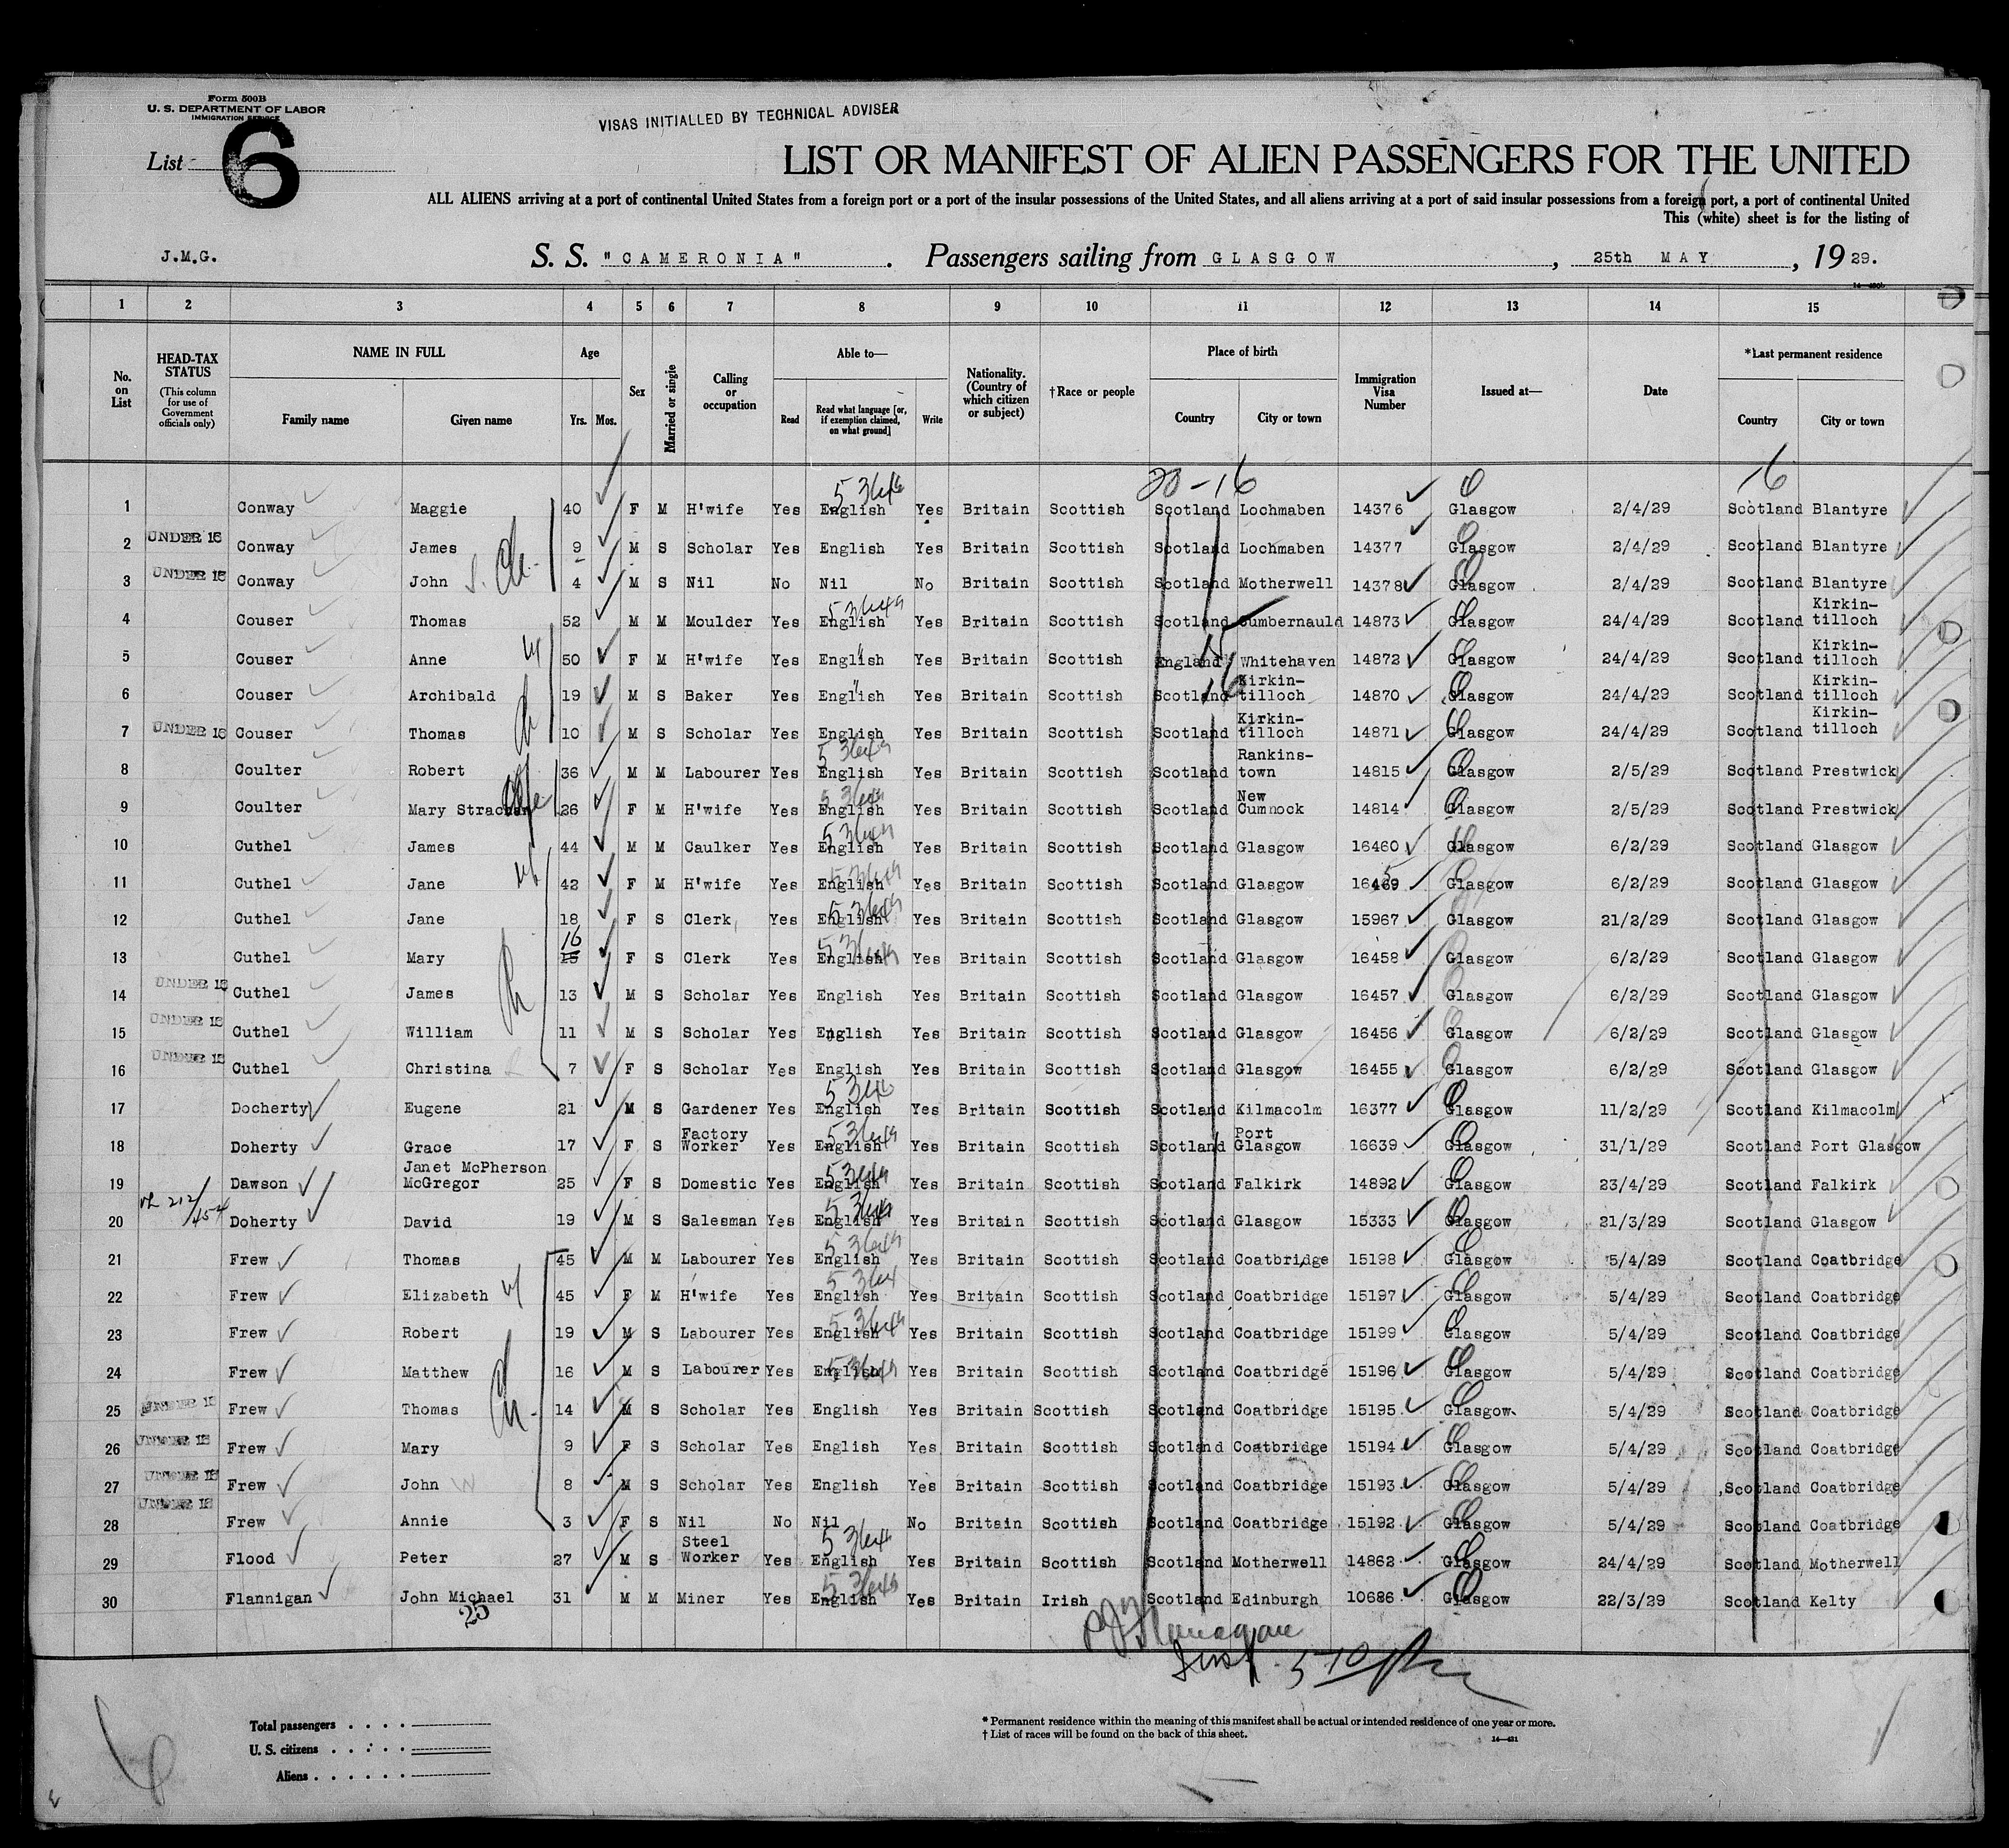 Form 500B
U. S. DEPARTMENT OF LABOR
IMMIGRATION SERVICE
VISAS INITIALLED BY TECHNICAL ADVISER
List 6
LIST OR MANIFEST OF ALIEN PASSENGERS FOR THE UNITED
ALL ALIENS arriving at a port of continental United States from a foreign port or a port of the insular possessions of the United States, and all aliens arriving at a port of said insular possessions from a foreign port, a port of continental United
This (white) sheet is for the listing of
J.M.G. S. S. "CAMERONIA". Passengers sailing from GLASGOW, 25th MAY, 1929.
1 2 3 4 5 6 7 8 9 10 11 12 13 14 15
No. on List
HEAD-TAX STATUS
(This column for use of Government officials only)
NAME IN FULL
Family name Given name
Age
Yrs. Mos.
Sex
Married or single
Calling or occupation
Able to—
Read Read what language [or, if exemption claimed, on what ground] Write
Nationality. (Country of which citizen or subject)
†Race or people
Place of birth
Country City or town
Immigration Visa Number
Issued at—
Date
*Last permanent residence
Country City or town
20-16 16
1 Conway Maggie 40 F M H'wife Yes English Yes Britain Scottish Scotland Lochmaben 14376 Glasgow 2/4/29 Scotland Blantyre
2 UNDER 16 Conway James 9 M S Scholar Yes English Yes Britain Scottish Scotland Lochmaben 14377 Glasgow 2/4/29 Scotland Blantyre
3 UNDER 16 Conway John 4 M S Nil No Nil No Britain Scottish Scotland Motherwell 14378 Glasgow 2/4/29 Scotland Blantyre
4 Couser Thomas 52 M M Moulder Yes English Yes Britain Scottish Scotland Cumbernauld 14873 Glasgow 24/4/29 Scotland Kirkin-tilloch
5 Couser Anne 50 F M H'wife Yes English Yes Britain Scottish England Whitehaven 14872 Glasgow 24/4/29 Scotland Kirkin-tilloch
6 Couser Archibald 19 M S Baker Yes English Yes Britain Scottish Scotland Kirkin-tilloch 14870 Glasgow 24/4/29 Scotland Kirkin-tilloch
7 UNDER 16 Couser Thomas 10 M S Scholar Yes English Yes Britain Scottish Scotland Kirkin-tilloch 14871 Glasgow 24/4/29 Scotland Kirkin-tilloch
8 Coulter Robert 36 M M Labourer Yes English Yes Britain Scottish Scotland Rankins-town 14815 Glasgow 2/5/29 Scotland Prestwick
9 Coulter Mary Strachan 26 F M H'wife Yes English Yes Britain Scottish Scotland New Cumnock 14814 Glasgow 2/5/29 Scotland Prestwick
10 Cuthel James 44 M M Caulker Yes English Yes Britain Scottish Scotland Glasgow 16460 Glasgow 6/2/29 Scotland Glasgow
11 Cuthel Jane 42 F M H'wife Yes English Yes Britain Scottish Scotland Glasgow 16459 Glasgow 6/2/29 Scotland Glasgow
12 Cuthel Jane 18 F S Clerk Yes English Yes Britain Scottish Scotland Glasgow 15967 Glasgow 21/2/29 Scotland Glasgow
13 Cuthel Mary 16 F S Clerk Yes English Yes Britain Scottish Scotland Glasgow 16458 Glasgow 6/2/29 Scotland Glasgow
14 UNDER 16 Cuthel James 13 M S Scholar Yes English Yes Britain Scottish Scotland Glasgow 16457 Glasgow 6/2/29 Scotland Glasgow
15 UNDER 16 Cuthel William 11 M S Scholar Yes English Yes Britain Scottish Scotland Glasgow 16456 Glasgow 6/2/29 Scotland Glasgow
16 UNDER 16 Cuthel Christina 7 F S Scholar Yes English Yes Britain Scottish Scotland Glasgow 16455 Glasgow 6/2/29 Scotland Glasgow
17 Docherty Eugene 21 M S Gardener Yes English Yes Britain Scottish Scotland Kilmacolm 16377 Glasgow 11/2/29 Scotland Kilmacolm
18 Doherty Grace 17 F S Factory Worker Yes English Yes Britain Scottish Scotland Port Glasgow 16639 Glasgow 31/1/29 Scotland Port Glasgow
19 Dawson Janet McPherson McGregor 25 F S Domestic Yes English Yes Britain Scottish Scotland Falkirk 14892 Glasgow 23/4/29 Scotland Falkirk
20 Doherty David 19 M S Salesman Yes English Yes Britain Scottish Scotland Glasgow 15333 Glasgow 21/3/29 Scotland Glasgow
21 Frew Thomas 45 M M Labourer Yes English Yes Britain Scottish Scotland Coatbridge 15198 Glasgow 5/4/29 Scotland Coatbridge
22 Frew Elizabeth 45 F M H'wife Yes English Yes Britain Scottish Scotland Coatbridge 15197 Glasgow 5/4/29 Scotland Coatbridge
23 Frew Robert 19 M S Labourer Yes English Yes Britain Scottish Scotland Coatbridge 15199 Glasgow 5/4/29 Scotland Coatbridge
24 Frew Matthew 16 M S Labourer Yes English Yes Britain Scottish Scotland Coatbridge 15196 Glasgow 5/4/29 Scotland Coatbridge
25 UNDER 16 Frew Thomas 14 M S Scholar Yes English Yes Britain Scottish Scotland Coatbridge 15195 Glasgow 5/4/29 Scotland Coatbridge
26 UNDER 16 Frew Mary 9 F S Scholar Yes English Yes Britain Scottish Scotland Coatbridge 15194 Glasgow 5/4/29 Scotland Coatbridge
27 UNDER 16 Frew John 8 M S Scholar Yes English Yes Britain Scottish Scotland Coatbridge 15193 Glasgow 5/4/29 Scotland Coatbridge
28 UNDER 16 Frew Annie 3 F S Nil No Nil No Britain Scottish Scotland Coatbridge 15192 Glasgow 5/4/29 Scotland Coatbridge
29 Flood Peter 27 M S Steel Worker Yes English Yes Britain Scottish Scotland Motherwell 14862 Glasgow 24/4/29 Scotland Motherwell
30 Flannigan John Michael 31 M M Miner Yes English Yes Britain Irish Scotland Edinburgh 10686 Glasgow 22/3/29 Scotland Kelty
25
Total passengers
U. S. citizens
Aliens
* Permanent residence within the meaning of this manifest shall be actual or intended residence of one year or more.
† List of races will be found on the back of this sheet.